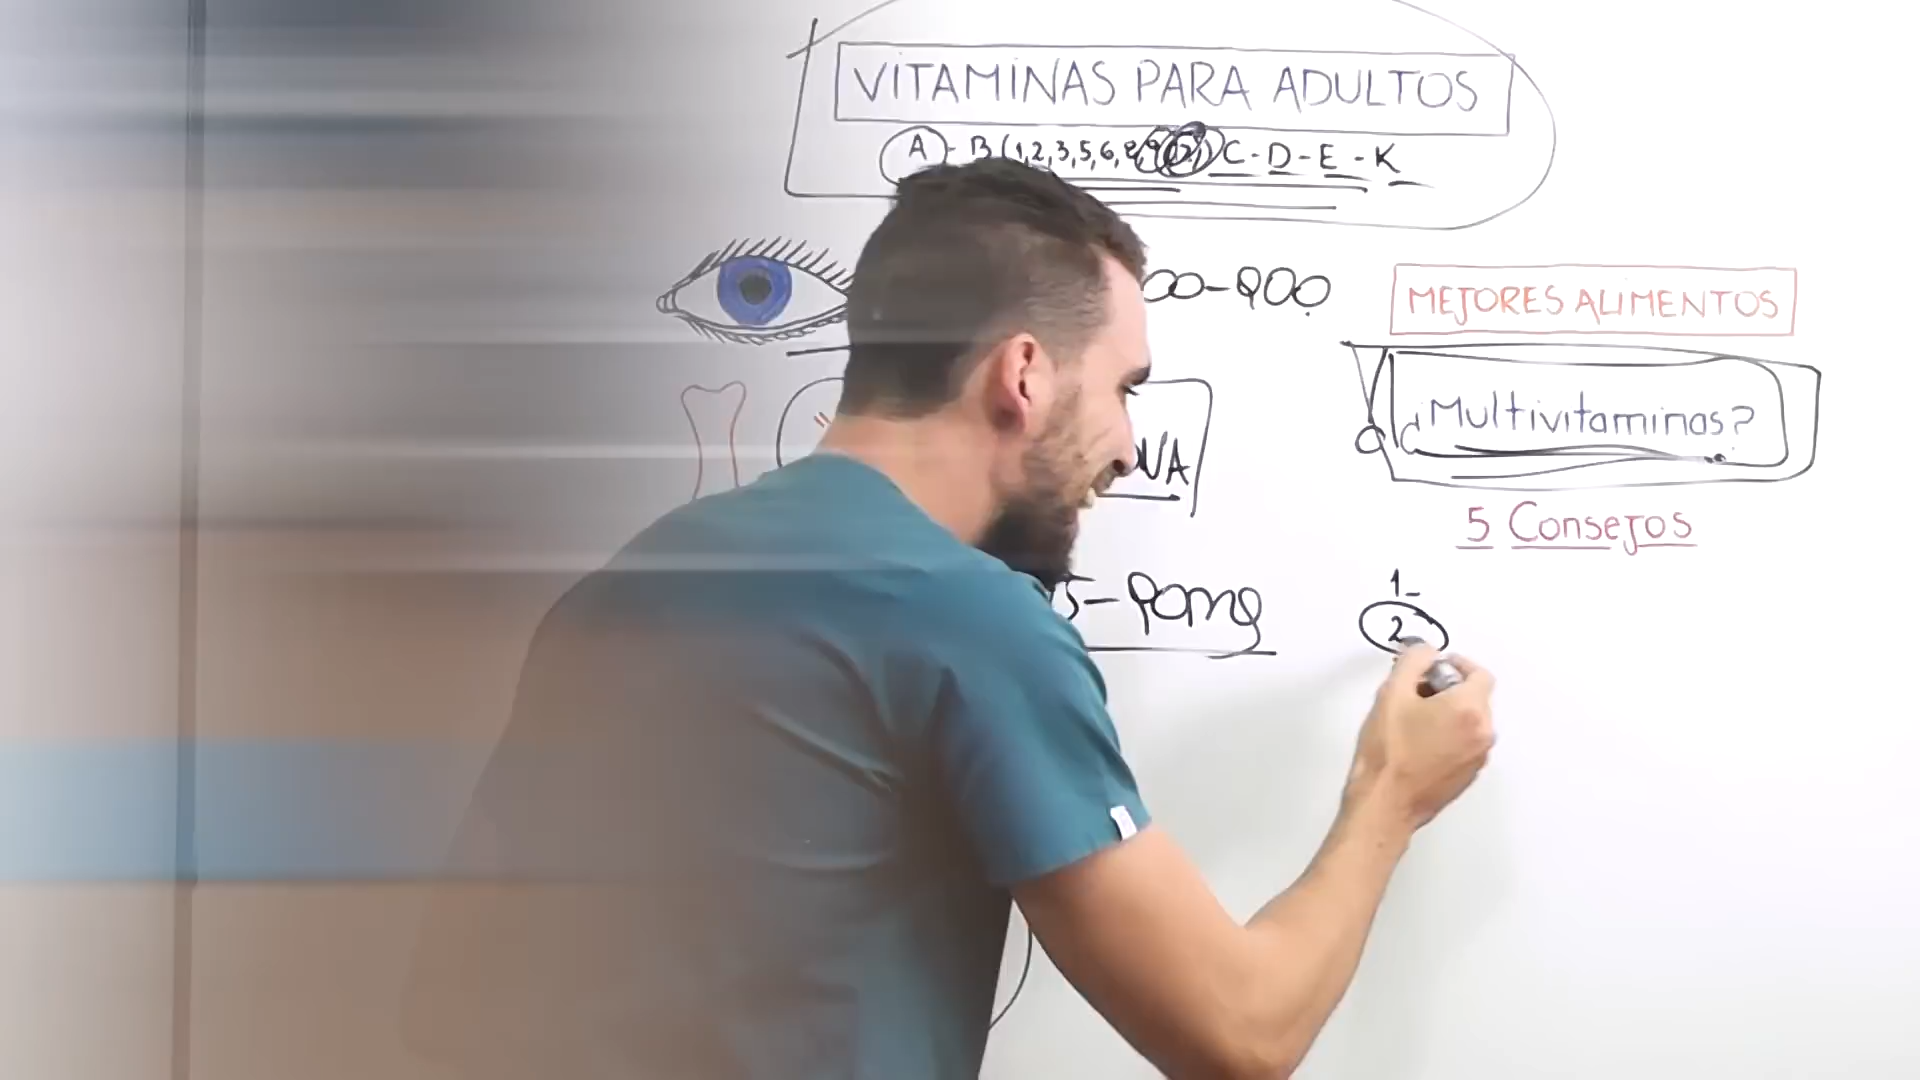 VITAMINAS PARA ADULTOS
A - B (1,2,3,5,6,8,9,12) C - D - E - K
00-900
MEJORES ALIMENTOS
¿Multivitaminas?
5 Consejos
5-90mg
1-
2